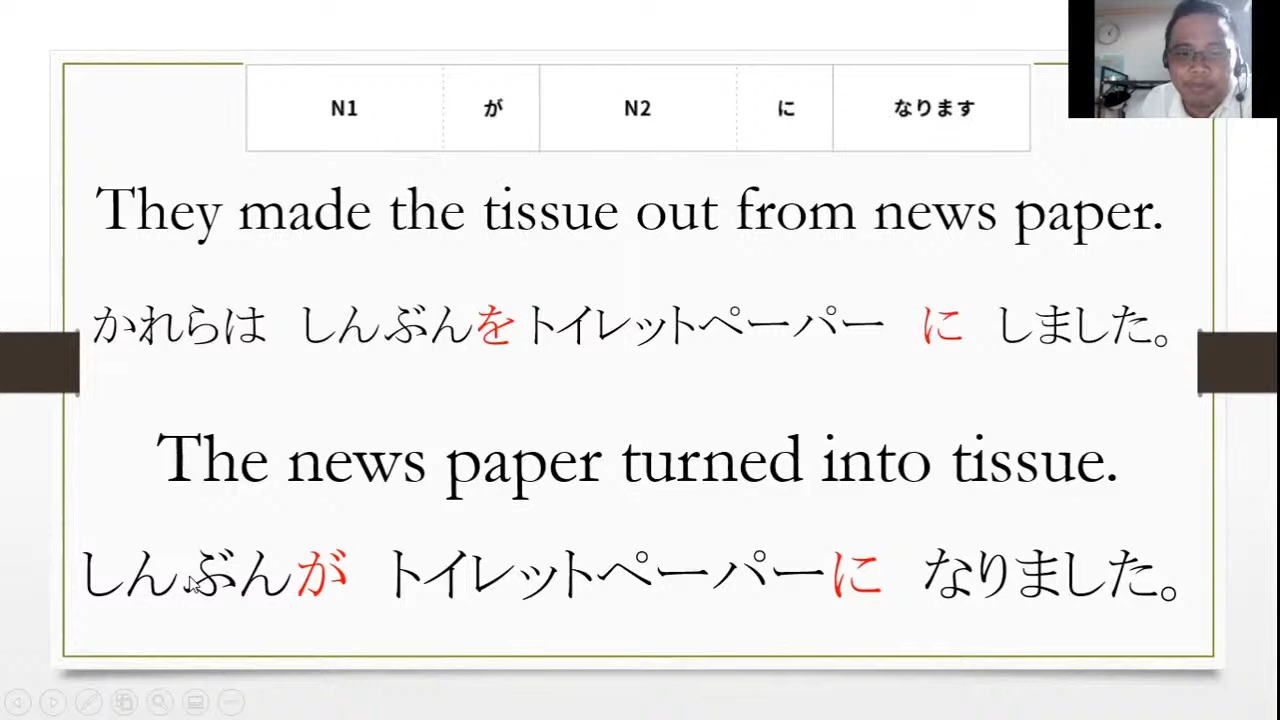 N1 が N2 に なります
They made the tissue out from news paper.
かれらは しんぶんをトイレットペーパー に しました。
The news paper turned into tissue.
しんぶんが トイレットペーパーに なりました。